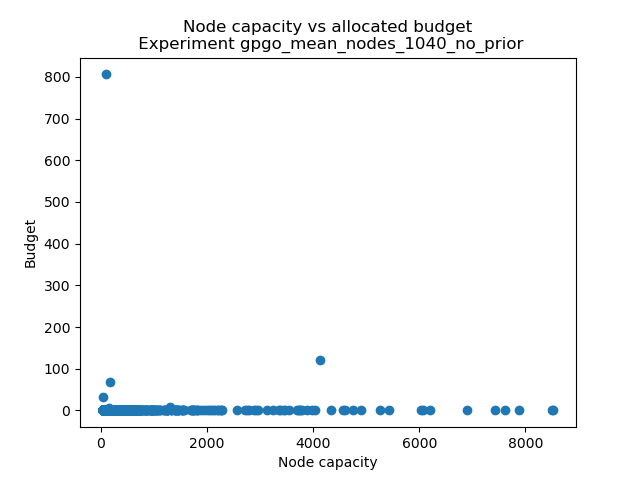 Node capacity vs allocated budget
Experiment gpgo_mean_nodes_1040_no_prior
800
700
600
500
400
300
200
100
0
Budget
0 2000 4000 6000 8000
Node capacity